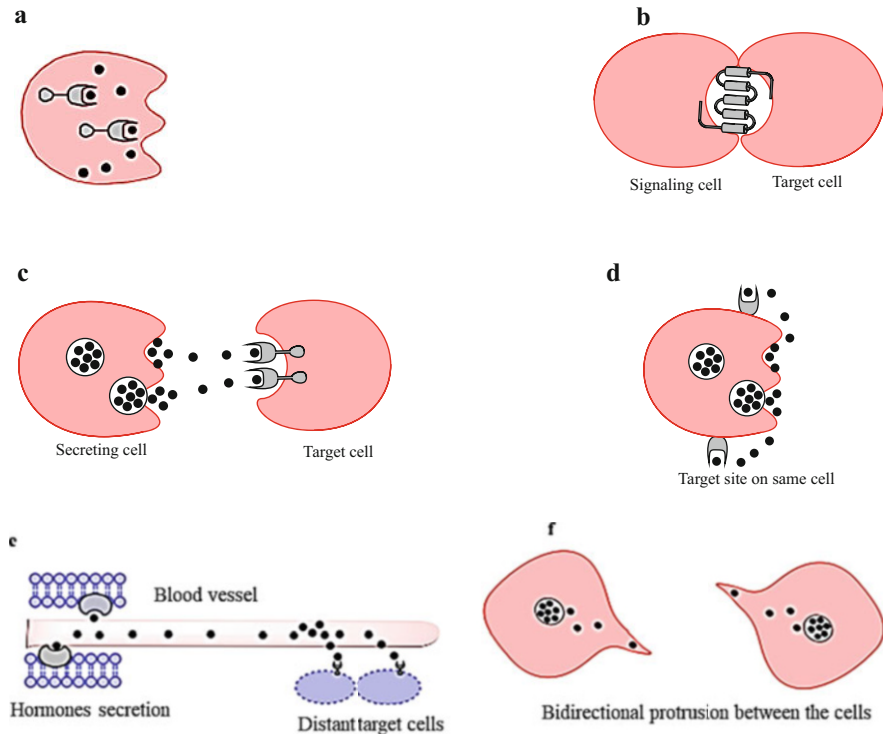 a
b
Signaling cell
Target cell
c
d
Secreting cell
Target cell
Target site on same cell
e
f
Blood vessel
Hormones secretion
Distant target cells
Bidirectional protrusion between the cells